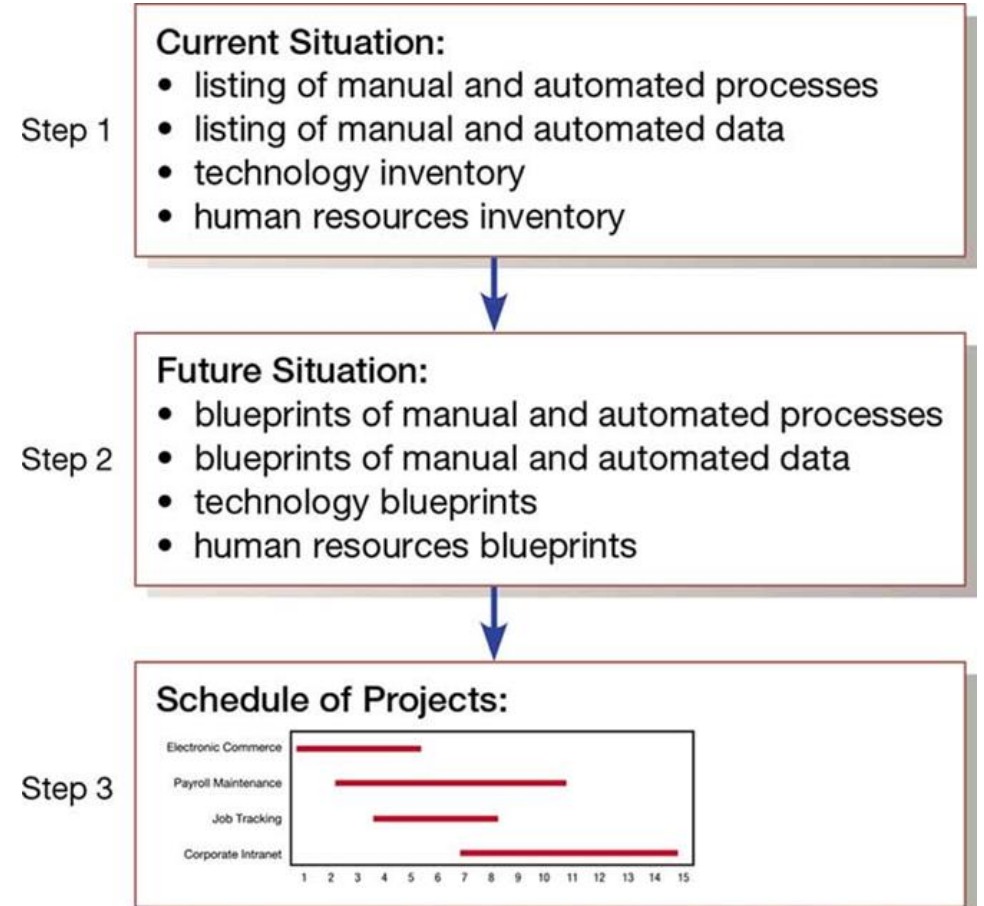 Current Situation:
• listing of manual and automated processes
Step 1
• listing of manual and automated data
• technology inventory
• human resources inventory
Future Situation:
• blueprints of manual and automated processes
Step 2
• blueprints of manual and automated data
• technology blueprints
• human resources blueprints
Schedule of Projects:
Electronic Commerce
Payroll Maintenance
Step 3
Job Tracking
Corporate Intranet
1 2 3 4 5 6 7 8 9 10 11 12 13 14 15